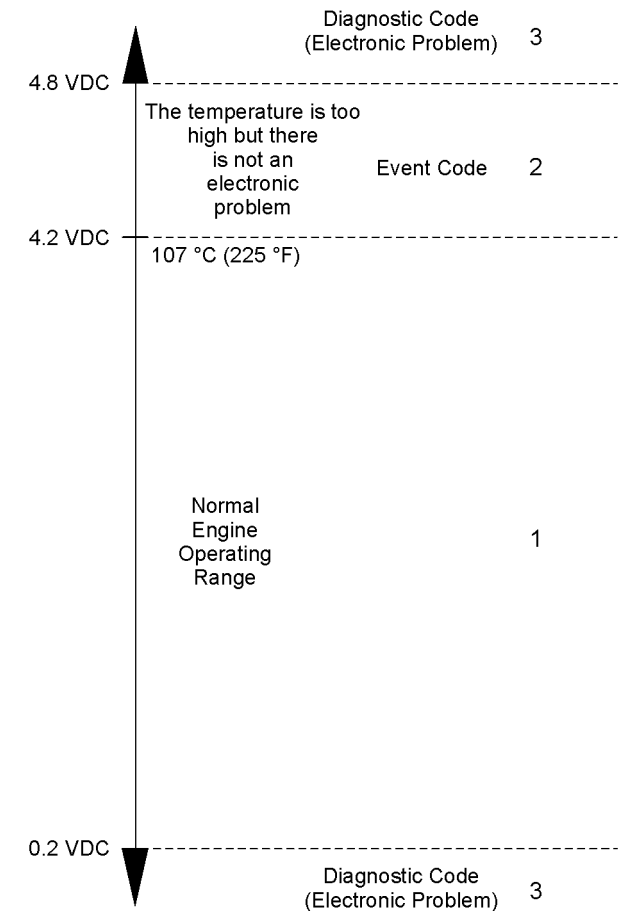 Diagnostic Code
(Electronic Problem) 3
4.8 VDC
The temperature is too
high but there
is not an
electronic
problem
Event Code 2
4.2 VDC
107 °C (225 °F)
Normal
Engine
Operating
Range
1
0.2 VDC
Diagnostic Code
(Electronic Problem) 3